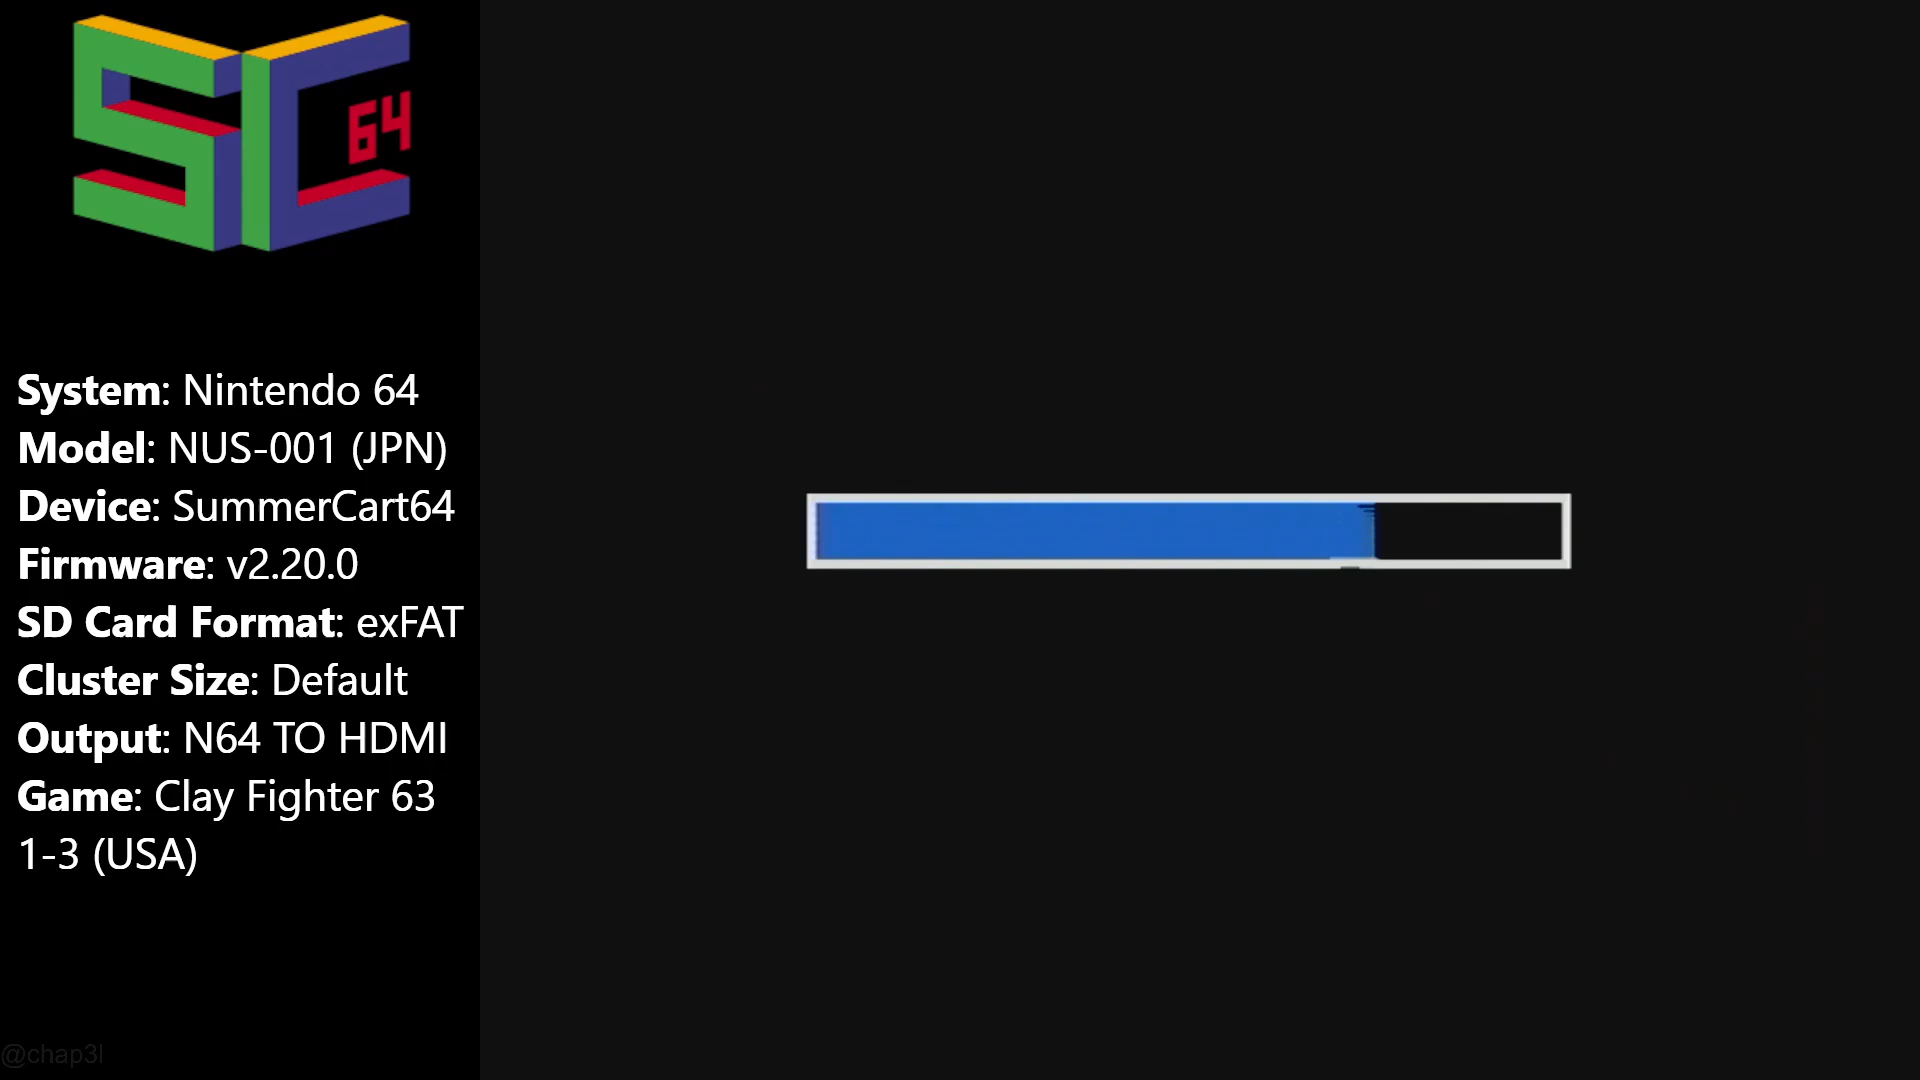 SC
64
System: Nintendo 64
Model: NUS-001 (JPN)
Device: SummerCart64
Firmware: v2.20.0
SD Card Format: exFAT
Cluster Size: Default
Output: N64 TO HDMI
Game: Clay Fighter 63
1-3 (USA)
@chap3l